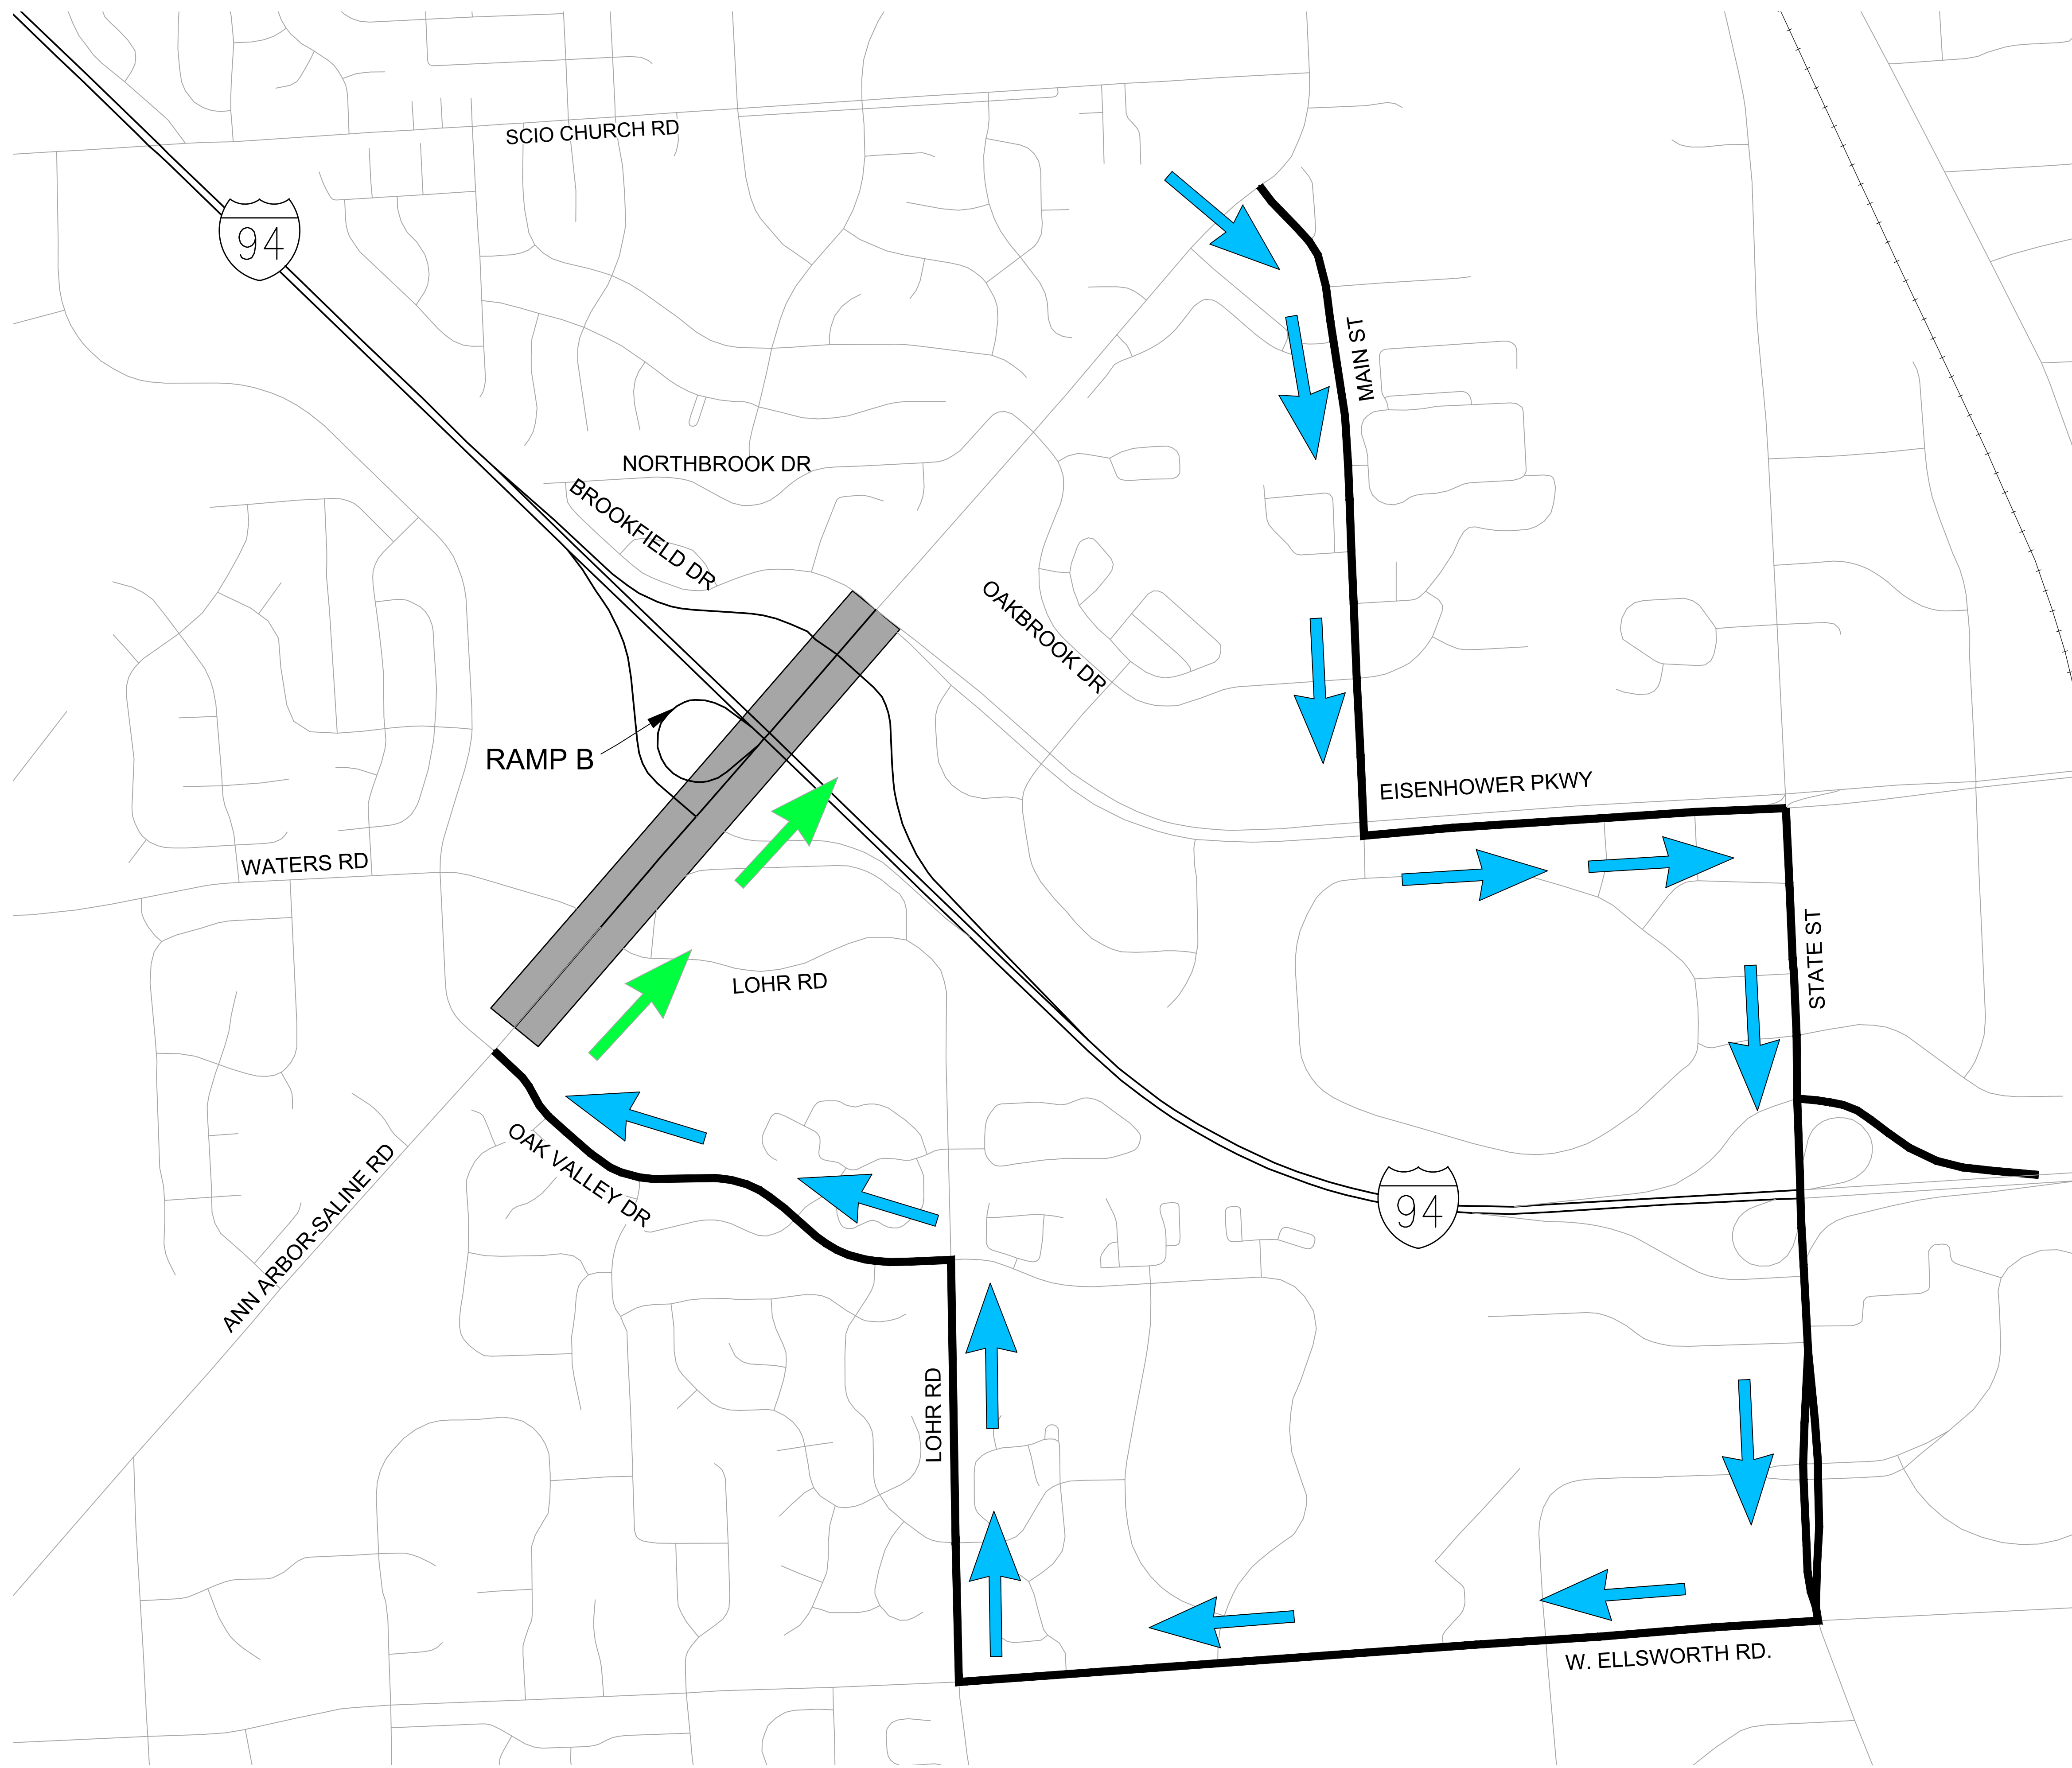 SCIO CHURCH RD
94
MAIN ST
NORTHBROOK DR
BROOKFIELD DR
OAKBROOK DR
RAMP B
EISENHOWER PKWY
WATERS RD
LOHR RD
STATE ST
OAK VALLEY DR
ANN ARBOR-SALINE RD
94
LOHR RD
W. ELLSWORTH RD.